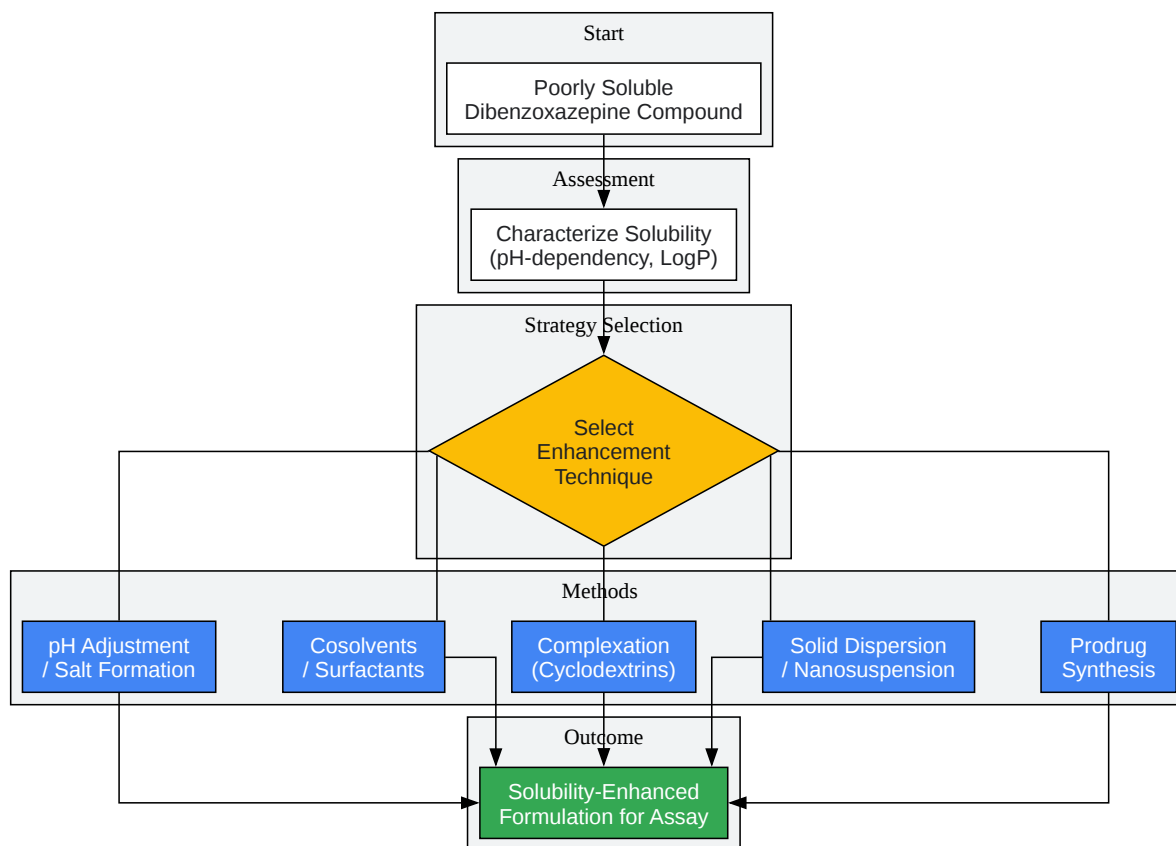 Start
Poorly Soluble
Dibenzoxazepine Compound
Assessment
Characterize Solubility
(pH-dependency, LogP)
Strategy Selection
Select
Enhancement
Technique
Methods
pH Adjustment
/ Salt Formation
Cosolvents
/ Surfactants
Complexation
(Cyclodextrins)
Solid Dispersion
/ Nanosuspension
Prodrug
Synthesis
Outcome
Solubility-Enhanced
Formulation for Assay